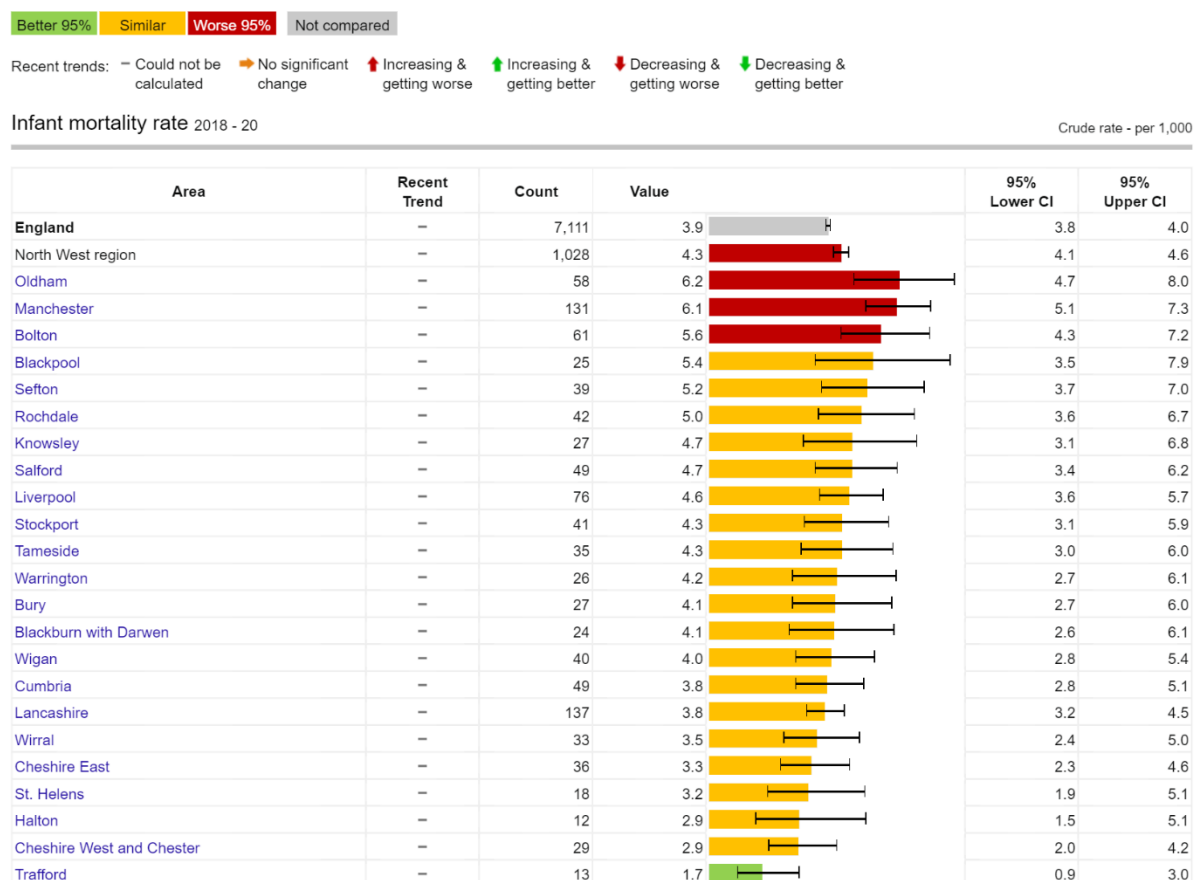 Better 95% Similar Worse 95% Not compared
Recent trends: – Could not be calculated ➡ No significant change ⬆ Increasing & getting worse ⬆ Increasing & getting better ⬇ Decreasing & getting worse ⬇ Decreasing & getting better
Infant mortality rate 2018 - 20
Crude rate - per 1,000
Area Recent Trend Count Value 95% Lower CI 95% Upper CI
England – 7,111 3.9 3.8 4.0
North West region – 1,028 4.3 4.1 4.6
Oldham – 58 6.2 4.7 8.0
Manchester – 131 6.1 5.1 7.3
Bolton – 61 5.6 4.3 7.2
Blackpool – 25 5.4 3.5 7.9
Sefton – 39 5.2 3.7 7.0
Rochdale – 42 5.0 3.6 6.7
Knowsley – 27 4.7 3.1 6.8
Salford – 49 4.7 3.4 6.2
Liverpool – 76 4.6 3.6 5.7
Stockport – 41 4.3 3.1 5.9
Tameside – 35 4.3 3.0 6.0
Warrington – 26 4.2 2.7 6.1
Bury – 27 4.1 2.7 6.0
Blackburn with Darwen – 24 4.1 2.6 6.1
Wigan – 40 4.0 2.8 5.4
Cumbria – 49 3.8 2.8 5.1
Lancashire – 137 3.8 3.2 4.5
Wirral – 33 3.5 2.4 5.0
Cheshire East – 36 3.3 2.3 4.6
St. Helens – 18 3.2 1.9 5.1
Halton – 12 2.9 1.5 5.1
Cheshire West and Chester – 29 2.9 2.0 4.2
Trafford – 13 1.7 0.9 3.0